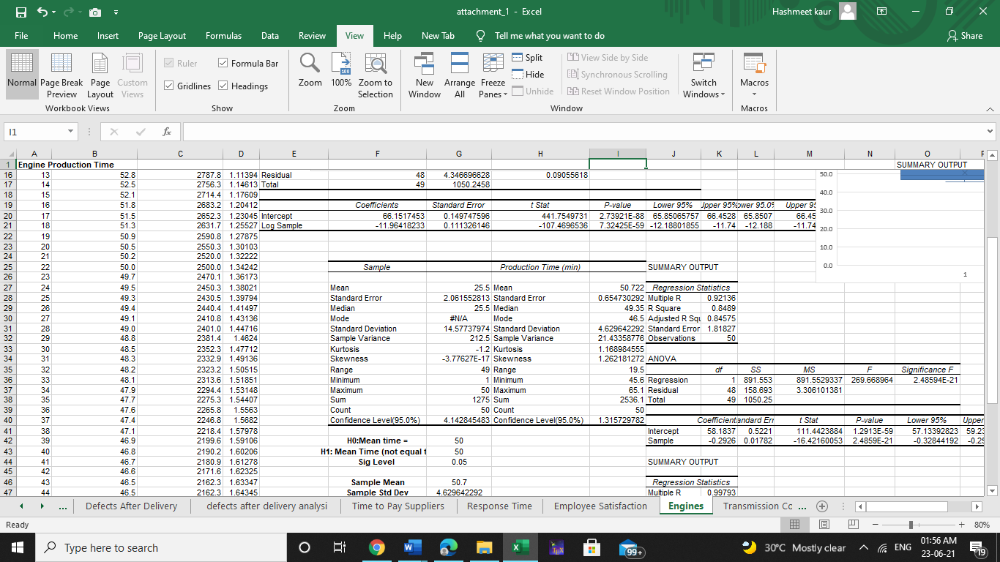 attachment_1 - Excel
Hashmeet kaur
File Home Insert Page Layout Formulas Data Review View Help New Tab Tell me what you want to do Share
Normal Page Break Preview Page Layout Custom Views
Ruler Formula Bar
Gridlines Headings
Zoom 100% Zoom to Selection
New Window Arrange All Freeze Panes
Split
Hide
Unhide
View Side by Side
Synchronous Scrolling
Reset Window Position
Switch Windows
Macros
Workbook Views Show Zoom Window Macros
I1 fx
A B C D E F G H I J K L M N O
1 Engine Production Time SUMMARY OUTPUT
16 13 52.8 2787.8 1.11394 Residual 48 4.346696628 0.09055618
17 14 52.5 2756.3 1.14613 Total 49 1050.2458
18 15 52.1 2714.4 1.17609
19 16 51.8 2683.2 1.20412 Coefficients Standard Error t Stat P-value Lower 95% Jpper 95% ower 95.0% Upper 95
20 17 51.5 2652.3 1.23045 Intercept 66.1517453 0.149747596 441.7549731 2.73921E-88 65.85065757 66.4528 65.8507 66.45
21 18 51.3 2631.7 1.25527 Log Sample -11.96418233 0.111326146 -107.4696536 7.32425E-59 -12.18801855 -11.74 -12.188 -11.74
50.0
40.0
30.0
20.0
10.0
0.0
1
22 19 50.9 2590.8 1.27875
23 20 50.5 2550.3 1.30103
24 21 50.2 2520.0 1.32222
25 22 50.0 2500.0 1.34242 Sample Production Time (min) SUMMARY OUTPUT
26 23 49.7 2470.1 1.36173
27 24 49.5 2450.3 1.38021 Mean 25.5 Mean 50.722 Regression Statistics
28 25 49.3 2430.5 1.39794 Standard Error 2.061552813 Standard Error 0.654730292 Multiple R 0.92136
29 26 49.4 2440.4 1.41497 Median 25.5 Median 49.35 R Square 0.8489
30 27 49.1 2410.8 1.43136 Mode #N/A Mode 46.5 Adjusted R Squ 0.84575
31 28 49.0 2401.0 1.44716 Standard Deviation 14.57737974 Standard Deviation 4.629642292 Standard Error 1.81827
32 29 48.8 2381.4 1.4624 Sample Variance 212.5 Sample Variance 21.43358776 Observations 50
33 30 48.5 2352.3 1.47712 Kurtosis -1.2 Kurtosis 1.168984555
34 31 48.3 2332.9 1.49136 Skewness -3.77627E-17 Skewness 1.262181272 ANOVA
35 32 48.2 2323.2 1.50515 Range 49 Range 19.5 df SS MS F Significance F
36 33 48.1 2313.6 1.51851 Minimum 1 Minimum 45.6 Regression 1 891.553 891.5529337 269.668964 2.48594E-21
37 34 47.9 2294.4 1.53148 Maximum 50 Maximum 65.1 Residual 48 158.693 3.306101381
38 35 47.7 2275.3 1.54407 Sum 1275 Sum 2536.1 Total 49 1050.25
39 36 47.6 2265.8 1.5563 Count 50 Count 50
40 37 47.4 2246.8 1.5682 Confidence Level(95.0%) 4.142845483 Confidence Level(95.0%) 1.315729782 Coefficient andard Err t Stat P-value Lower 95% Upper
41 38 47.1 2218.4 1.57978 Intercept 58.1837 0.5221 111.4423884 1.2913E-59 57.13392823 59.23
42 39 46.9 2199.6 1.59106 H0:Mean time = 50 Sample -0.2926 0.01782 -16.42160053 2.4859E-21 -0.32844192 -0.25
43 40 46.8 2190.2 1.60206 H1: Mean Time (not equal t 50
44 41 46.7 2180.9 1.61278 Sig Level 0.05 SUMMARY OUTPUT
45 42 46.6 2171.6 1.62325
46 43 46.5 2162.3 1.63347 Sample Mean 50.7 Regression Statistics
47 44 46.5 2162.3 1.64345 Sample Std Dev 4.629642292 Multiple R 0.99793
... Defects After Delivery defects after delivery analysi Time to Pay Suppliers Response Time Employee Satisfaction Engines Transmission Cc ...
Ready 80%
Type here to search 99+ 30°C Mostly clear ENG 01:56 AM
23-06-21 19